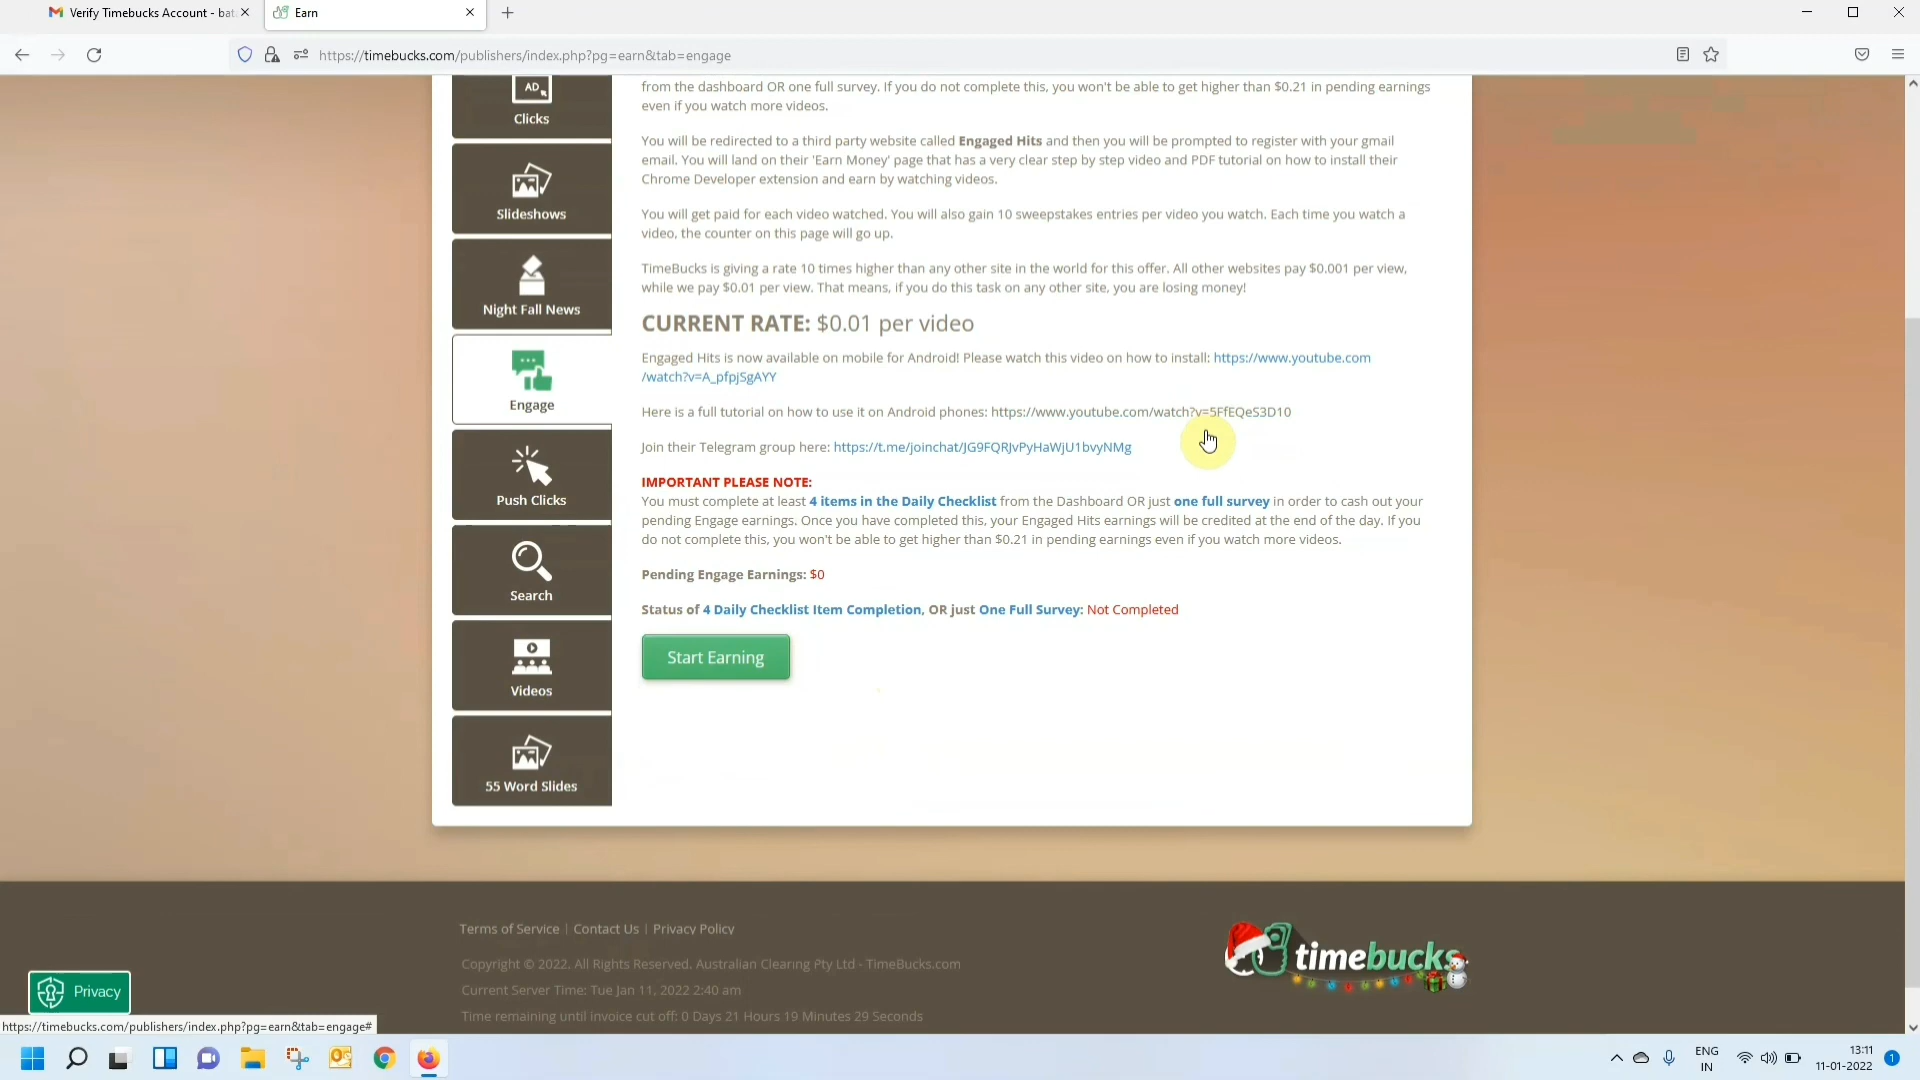 Verify Timebucks Account - bat
Earn
https://timebucks.com/publishers/index.php?pg=earn&tab=engage
AD
Clicks
Slideshows
Night Fall News
Engage
Push Clicks
Search
Videos
55 Word Slides
from the dashboard OR one full survey. If you do not complete this, you won't be able to get higher than $0.21 in pending earnings
even if you watch more videos.
You will be redirected to a third party website called Engaged Hits and then you will be prompted to register with your gmail
email. You will land on their 'Earn Money' page that has a very clear step by step video and PDF tutorial on how to install their
Chrome Developer extension and earn by watching videos.
You will get paid for each video watched. You will also gain 10 sweepstakes entries per video you watch. Each time you watch a
video, the counter on this page will go up.
TimeBucks is giving a rate 10 times higher than any other site in the world for this offer. All other websites pay $0.001 per view,
while we pay $0.01 per view. That means, if you do this task on any other site, you are losing money!
CURRENT RATE: $0.01 per video
Engaged Hits is now available on mobile for Android! Please watch this video on how to install: https://www.youtube.com
/watch?v=A_pfpjSgAYY
Here is a full tutorial on how to use it on Android phones: https://www.youtube.com/watch?v=5FfEQeS3D10
Join their Telegram group here: https://t.me/joinchat/JG9FQRJvPyHaWjU1bvyNMg
IMPORTANT PLEASE NOTE:
You must complete at least 4 items in the Daily Checklist from the Dashboard OR just one full survey in order to cash out your
pending Engage earnings. Once you have completed this, your Engaged Hits earnings will be credited at the end of the day. If you
do not complete this, you won't be able to get higher than $0.21 in pending earnings even if you watch more videos.
Pending Engage Earnings: $0
Status of 4 Daily Checklist Item Completion, OR just One Full Survey: Not Completed
Start Earning
Terms of Service | Contact Us | Privacy Policy
Copyright © 2022. All Rights Reserved. Australian Clearing Pty Ltd - TimeBucks.com
Current Server Time: Tue Jan 11, 2022 2:40 am
Time remaining until invoice cut off: 0 Days 21 Hours 19 Minutes 29 Seconds
timebucks
Privacy
https://timebucks.com/publishers/index.php?pg=earn&tab=engage#
ENG
IN
13:11
11-01-2022
1